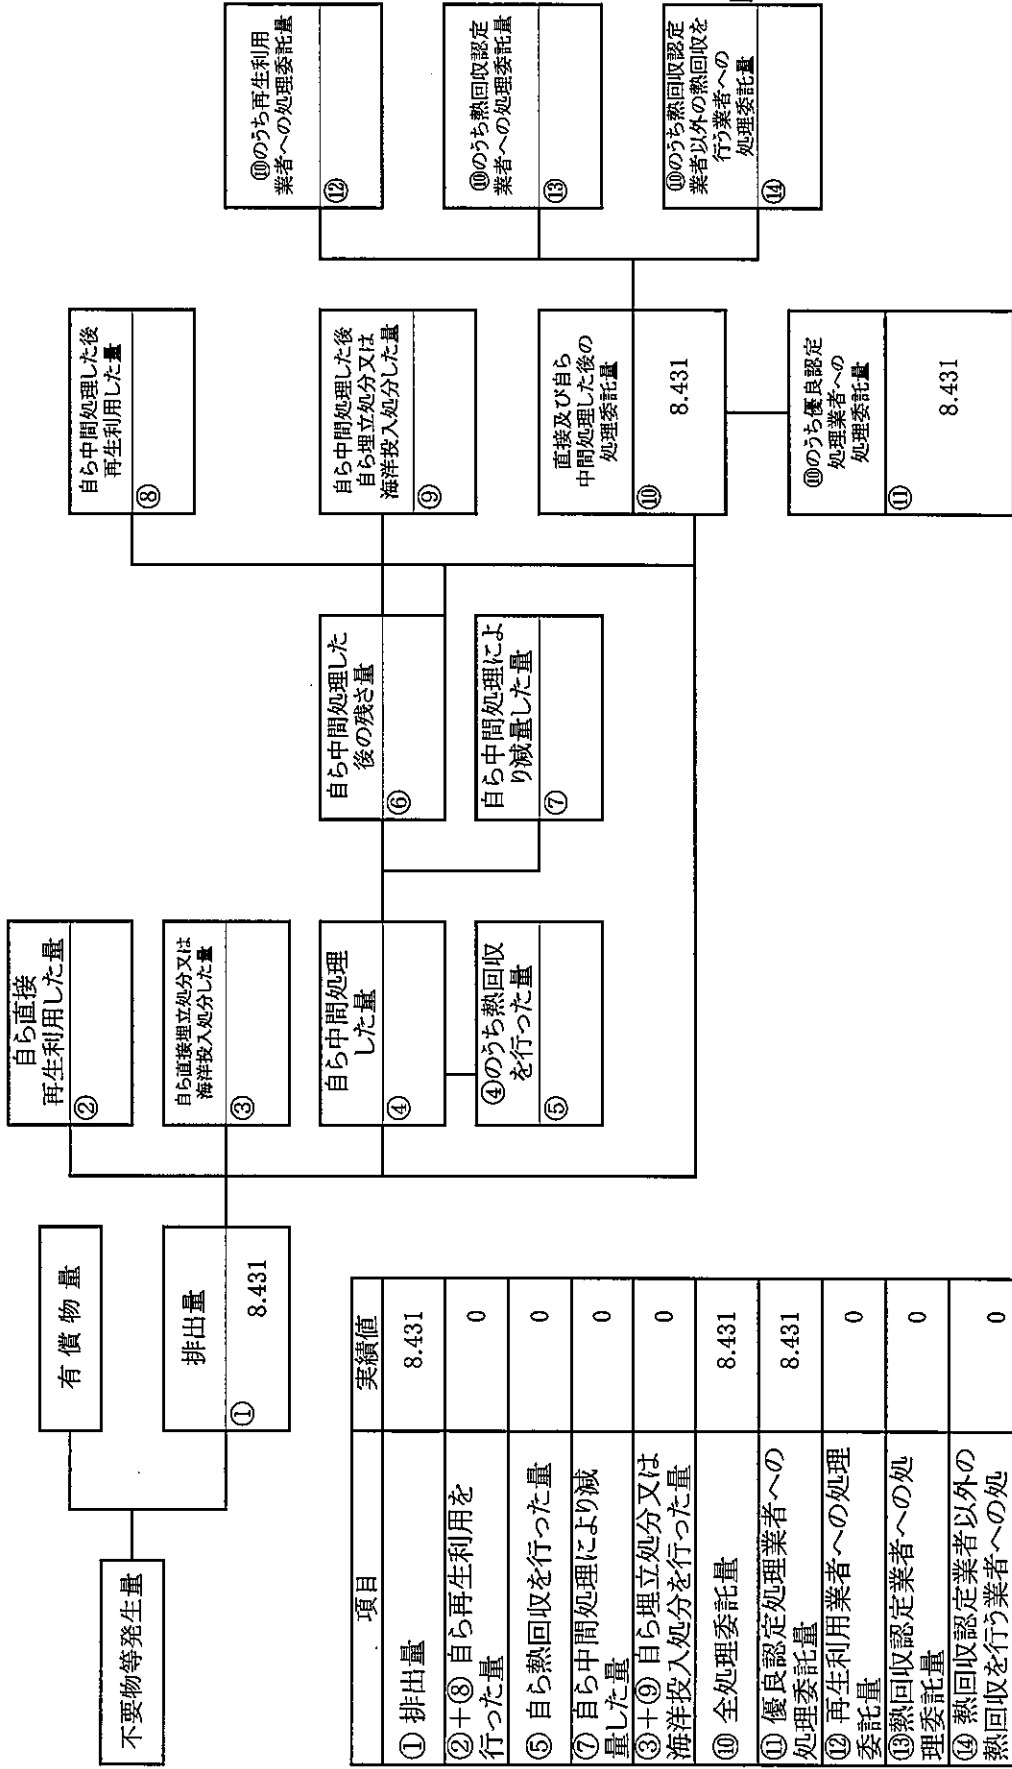 不要物等発生量
有償物量
排出量
①
8.431
自ら直接
再生利用した量
②
自ら直接埋立処分又は
海洋投入処分した量
③
自ら中間処理
した量
④
④のうち熱回収
を行った量
⑤
自ら中間処理した
後の残さ量
⑥
自ら中間処理によ
り減量した量
⑦
自ら中間処理した後
再生利用した量
⑧
自ら中間処理した後
自ら埋立処分又は
海洋投入処分した量
⑨
直接及び自ら
中間処理した後の
処理委託量
⑩
8.431
⑩のうち優良認定
処理業者への
処理委託量
⑪
8.431
⑩のうち再生利用
業者への処理委託量
⑫
⑩のうち熱回収認定
業者への処理委託量
⑬
⑩のうち熱回収認定
業者以外の熱回収を
行う業者への
処理委託量
⑭
項目 実績値
①排出量 8.431
②+⑧ 自ら再生利用を
行った量 0
⑤ 自ら熱回収を行った量 0
⑦ 自ら中間処理により減
量した量 0
③+⑨ 自ら埋立処分又は
海洋投入処分を行った量 0
⑩ 全処理委託量 8.431
⑪ 優良認定処理業者への
処理委託量 8.431
⑫ 再生利用業者への処理
委託量 0
⑬熱回収認定業者への処
理委託量 0
⑭ 熱回収認定業者以外の
熱回収を行う業者への処 0